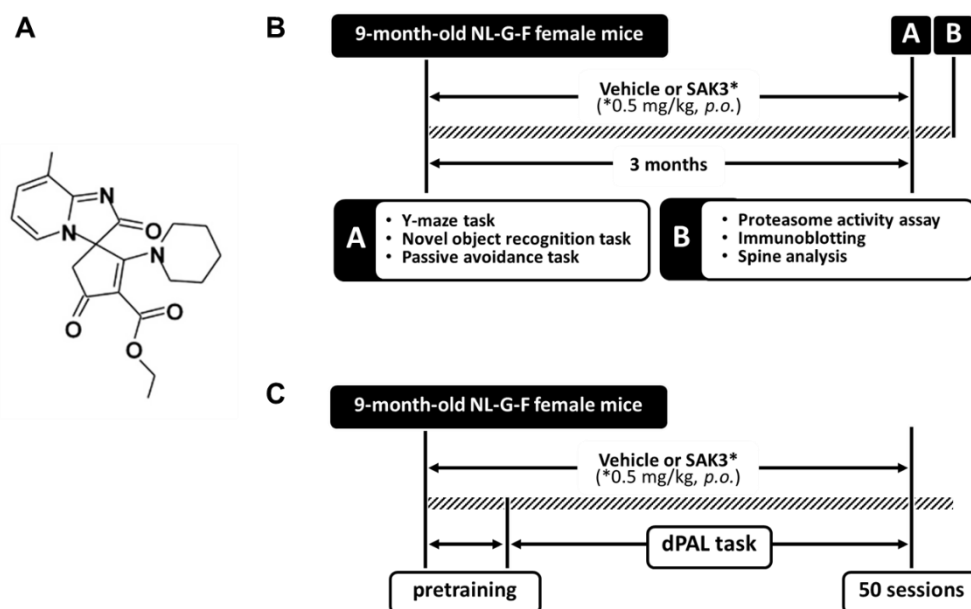 A
N
N
O
N
O
O
O
B
9-month-old NL-G-F female mice
A B
Vehicle or SAK3*
(*0.5 mg/kg, p.o.)
3 months
A
• Y-maze task
• Novel object recognition task
• Passive avoidance task
B
• Proteasome activity assay
• Immunoblotting
• Spine analysis
C
9-month-old NL-G-F female mice
Vehicle or SAK3*
(*0.5 mg/kg, p.o.)
dPAL task
pretraining
50 sessions